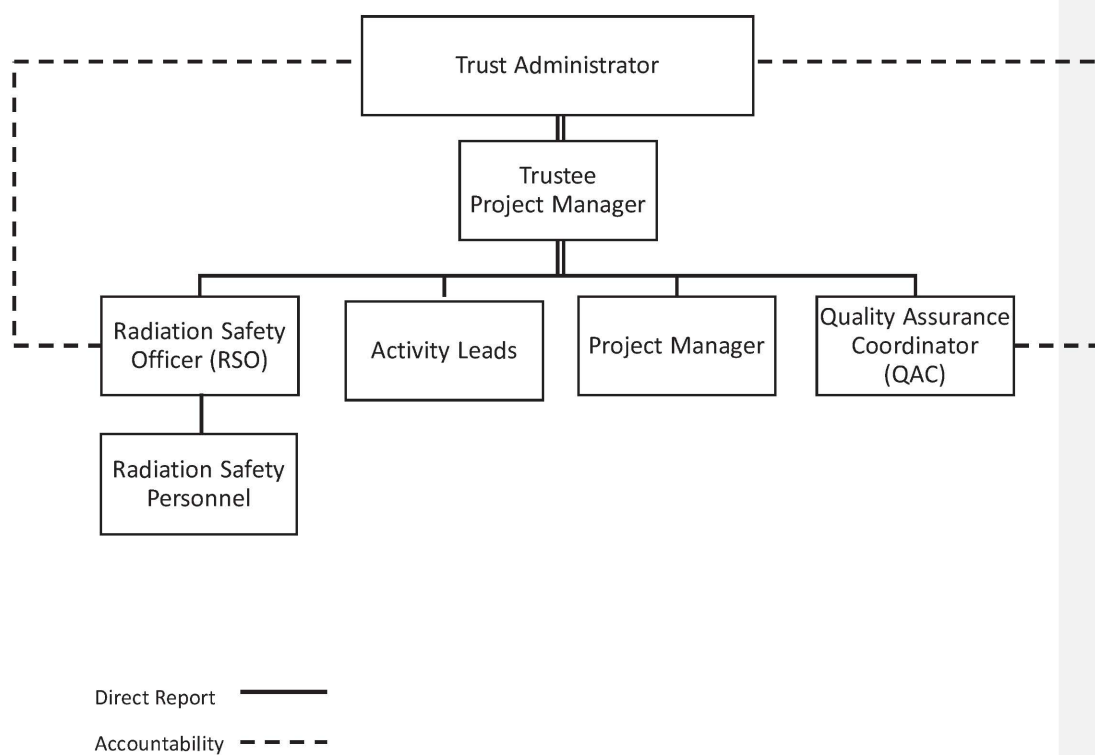 Trust Administrator
Trustee
Project Manager
Radiation Safety
Officer (RSO)
Activity Leads
Project Manager
Quality Assurance
Coordinator
(QAC)
Radiation Safety
Personnel
Direct Report
Accountability